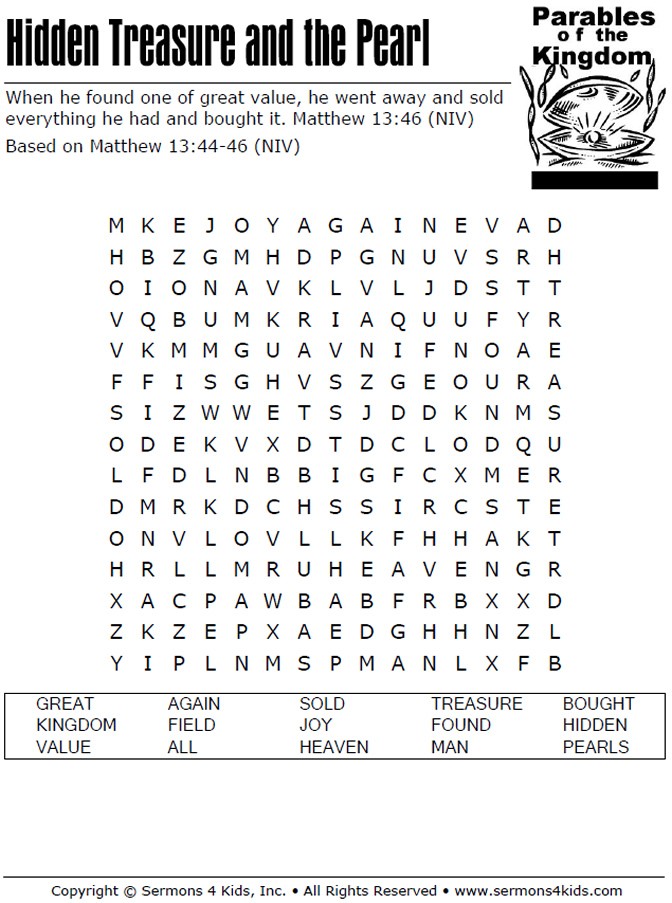 Hidden Treasure and the Pearl
Parables
of the
Kingdom
When he found one of great value, he went away and sold
everything he had and bought it. Matthew 13:46 (NIV)
Based on Matthew 13:44-46 (NIV)
M K E J O Y A G A I N E V A D
H B Z G M H D P G N U V S R H
O I O N A V K L V L J D S T T
V Q B U M K R I A Q U U F Y R
V K M M G U A V N I F N O A E
F F I S G H V S Z G E O U R A
S I Z W W E T S J D D K N M S
O D E K V X D T D C L O D Q U
L F D L N B B I G F C X M E R
D M R K D C H S S I R C S T E
O N V L O V L L K F H H A K T
H R L L M R U H E A V E N G R
X A C P A W B A B F R B X X D
Z K Z E P X A E D G H H N Z L
Y I P L N M S P M A N L X F B
GREAT AGAIN SOLD TREASURE BOUGHT
KINGDOM FIELD JOY FOUND HIDDEN
VALUE ALL HEAVEN MAN PEARLS
Copyright © Sermons 4 Kids, Inc. • All Rights Reserved • www.sermons4kids.com